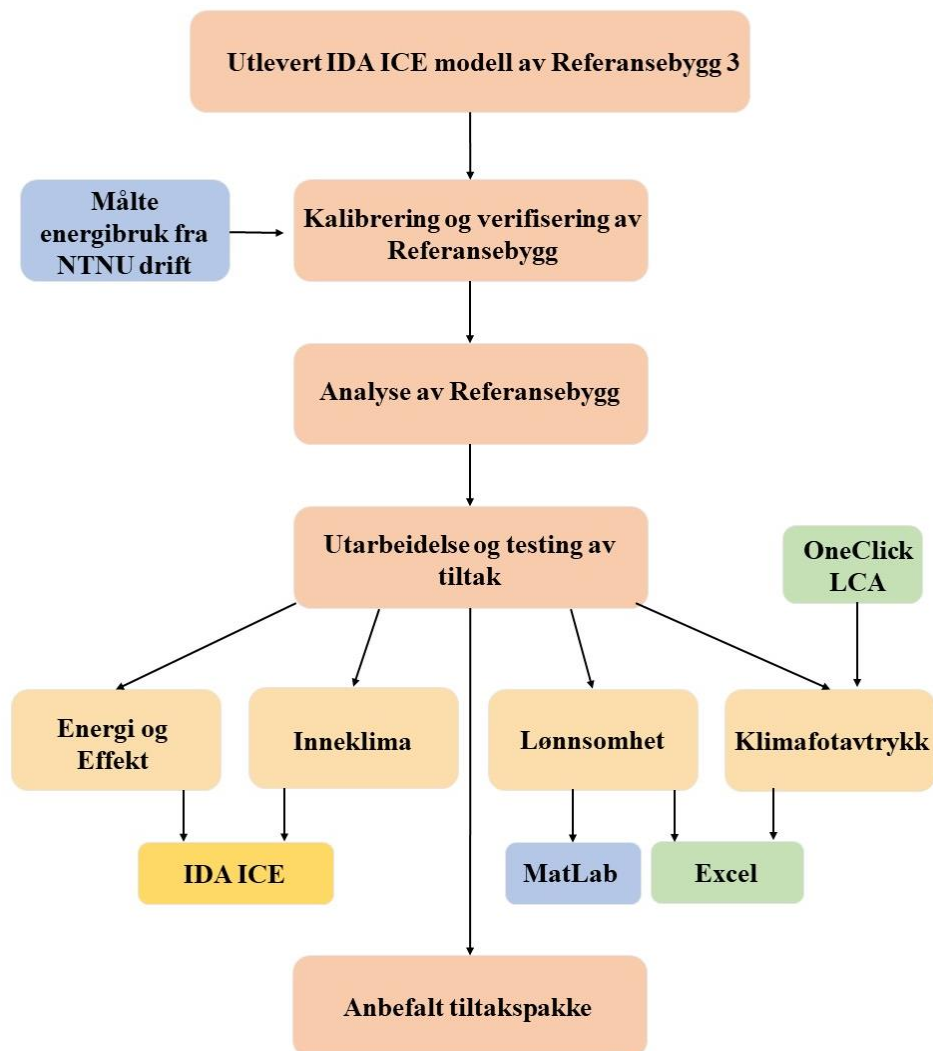 Utlevert IDA ICE modell av Referansebygg 3
Målte
energibruk fra
NTNU drift
Kalibrering og verifisering av
Referansebygg
Analyse av Referansebygg
Utarbeidelse og testing av
tiltak
OneClick
LCA
Energi og
Effekt
Inneklima
Lønnsomhet
Klimafotavtrykk
IDA ICE
MatLab
Excel
Anbefalt tiltakspakke